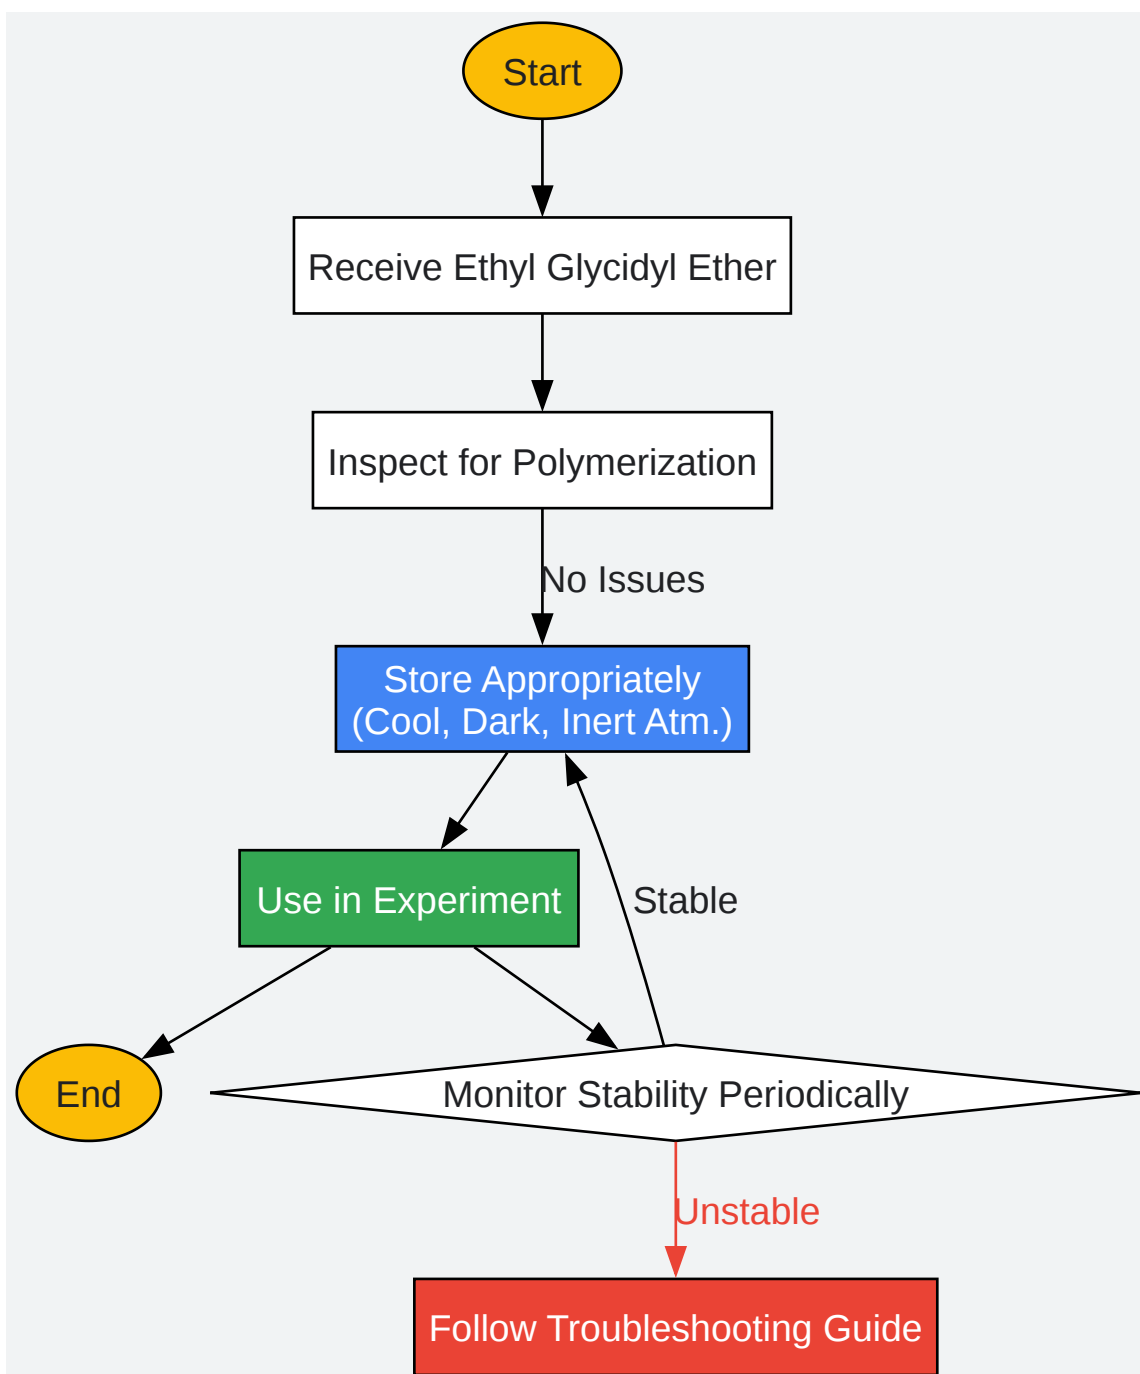 Start
Receive Ethyl Glycidyl Ether
Inspect for Polymerization
No Issues
Store Appropriately
(Cool, Dark, Inert Atm.)
Use in Experiment
Stable
End
Monitor Stability Periodically
Unstable
Follow Troubleshooting Guide